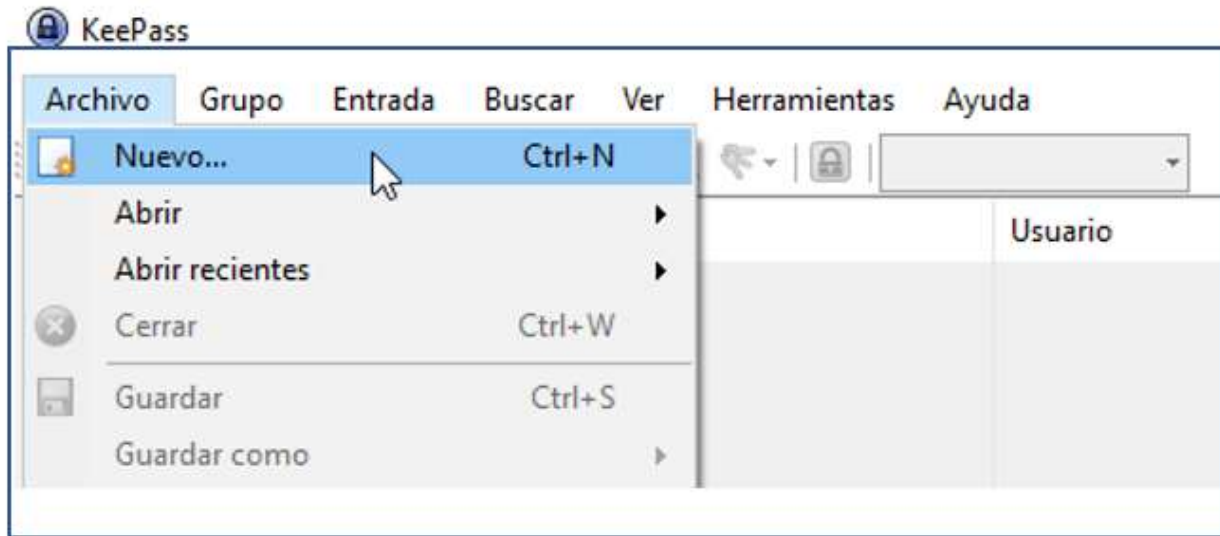 KeePass
Archivo Grupo Entrada Buscar Ver Herramientas Ayuda
Nuevo... Ctrl+N
Abrir
Usuario
Abrir recientes
Cerrar Ctrl+W
Guardar Ctrl+S
Guardar como